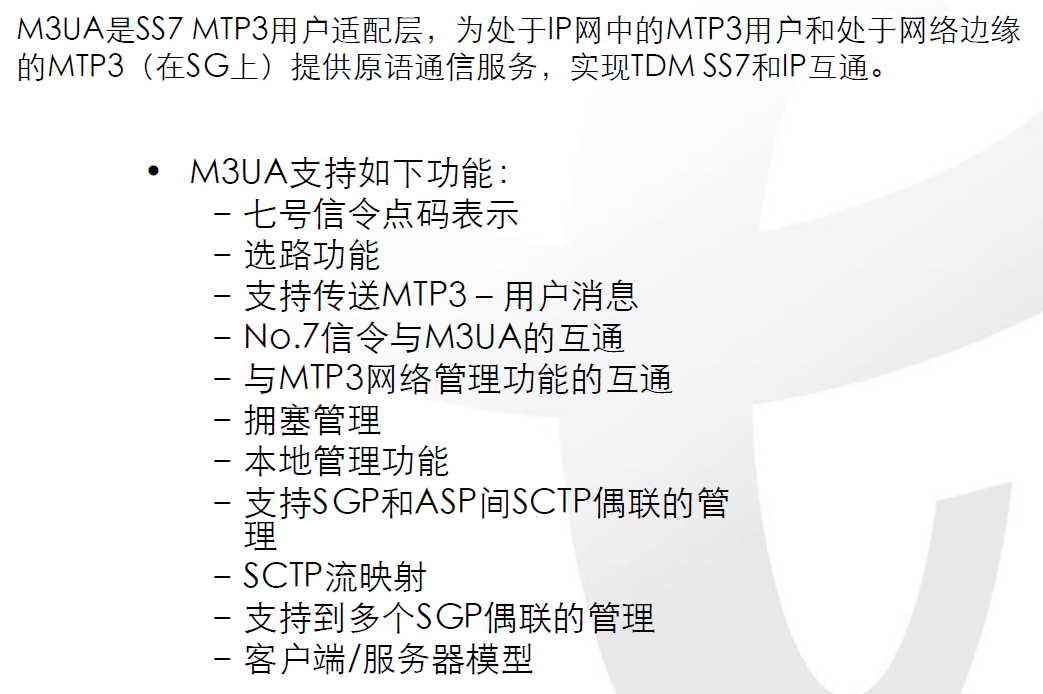 M3UA是SS7 MTP3用户适配层，为处于IP网中的MTP3用户和处于网络边缘
的MTP3（在SG上）提供原语通信服务，实现TDM SS7和IP互通。
• M3UA支持如下功能：
– 七号信令点码表示
– 选路功能
– 支持传送MTP3 – 用户消息
– No.7信令与M3UA的互通
– 与MTP3网络管理功能的互通
– 拥塞管理
– 本地管理功能
– 支持SGP和ASP间SCTP偶联的管
理
– SCTP流映射
– 支持到多个SGP偶联的管理
– 客户端/服务器模型